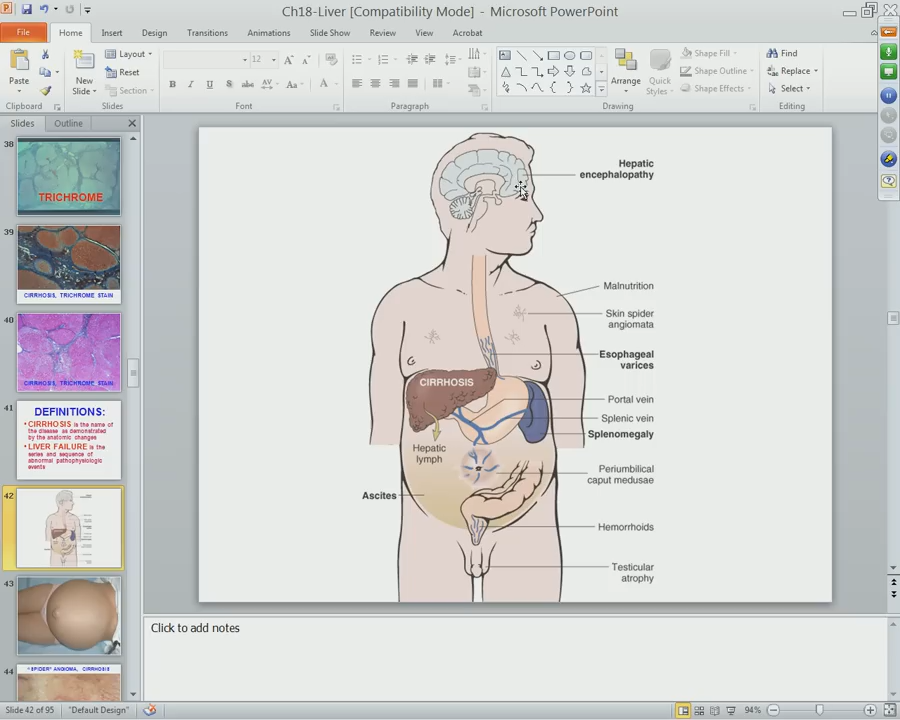 Ch18-Liver [Compatibility Mode] - Microsoft PowerPoint
File
Home
Insert
Design
Transitions
Animations
Slide Show
Review
View
Acrobat
Paste
Clipboard
New
Slide
Layout
Reset
Section
Slides
12
Font
Paragraph
Arrange
Quick
Styles
Shape Fill
Shape Outline
Shape Effects
Drawing
Find
Replace
Select
Editing
Slides
Outline
38
TRICHROME
39
CIRRHOSIS, TRICHROME STAIN
40
CIRRHOSIS, TRICHROME STAIN
41
DEFINITIONS:
• CIRRHOSIS is the name of
the disease as demonstrated
by the anatomic changes
• LIVER FAILURE is the
series and sequence of
abnormal pathophysiologic
events
42
43
44
"SPIDER" ANGIOMA, CIRRHOSIS
Hepatic
encephalopathy
Malnutrition
Skin spider
angiomata
Esophageal
varices
CIRRHOSIS
Portal vein
Splenic vein
Splenomegaly
Hepatic
lymph
Periumbilical
caput medusae
Ascites
Hemorrhoids
Testicular
atrophy
Click to add notes
Slide 42 of 95
"Default Design"
94%